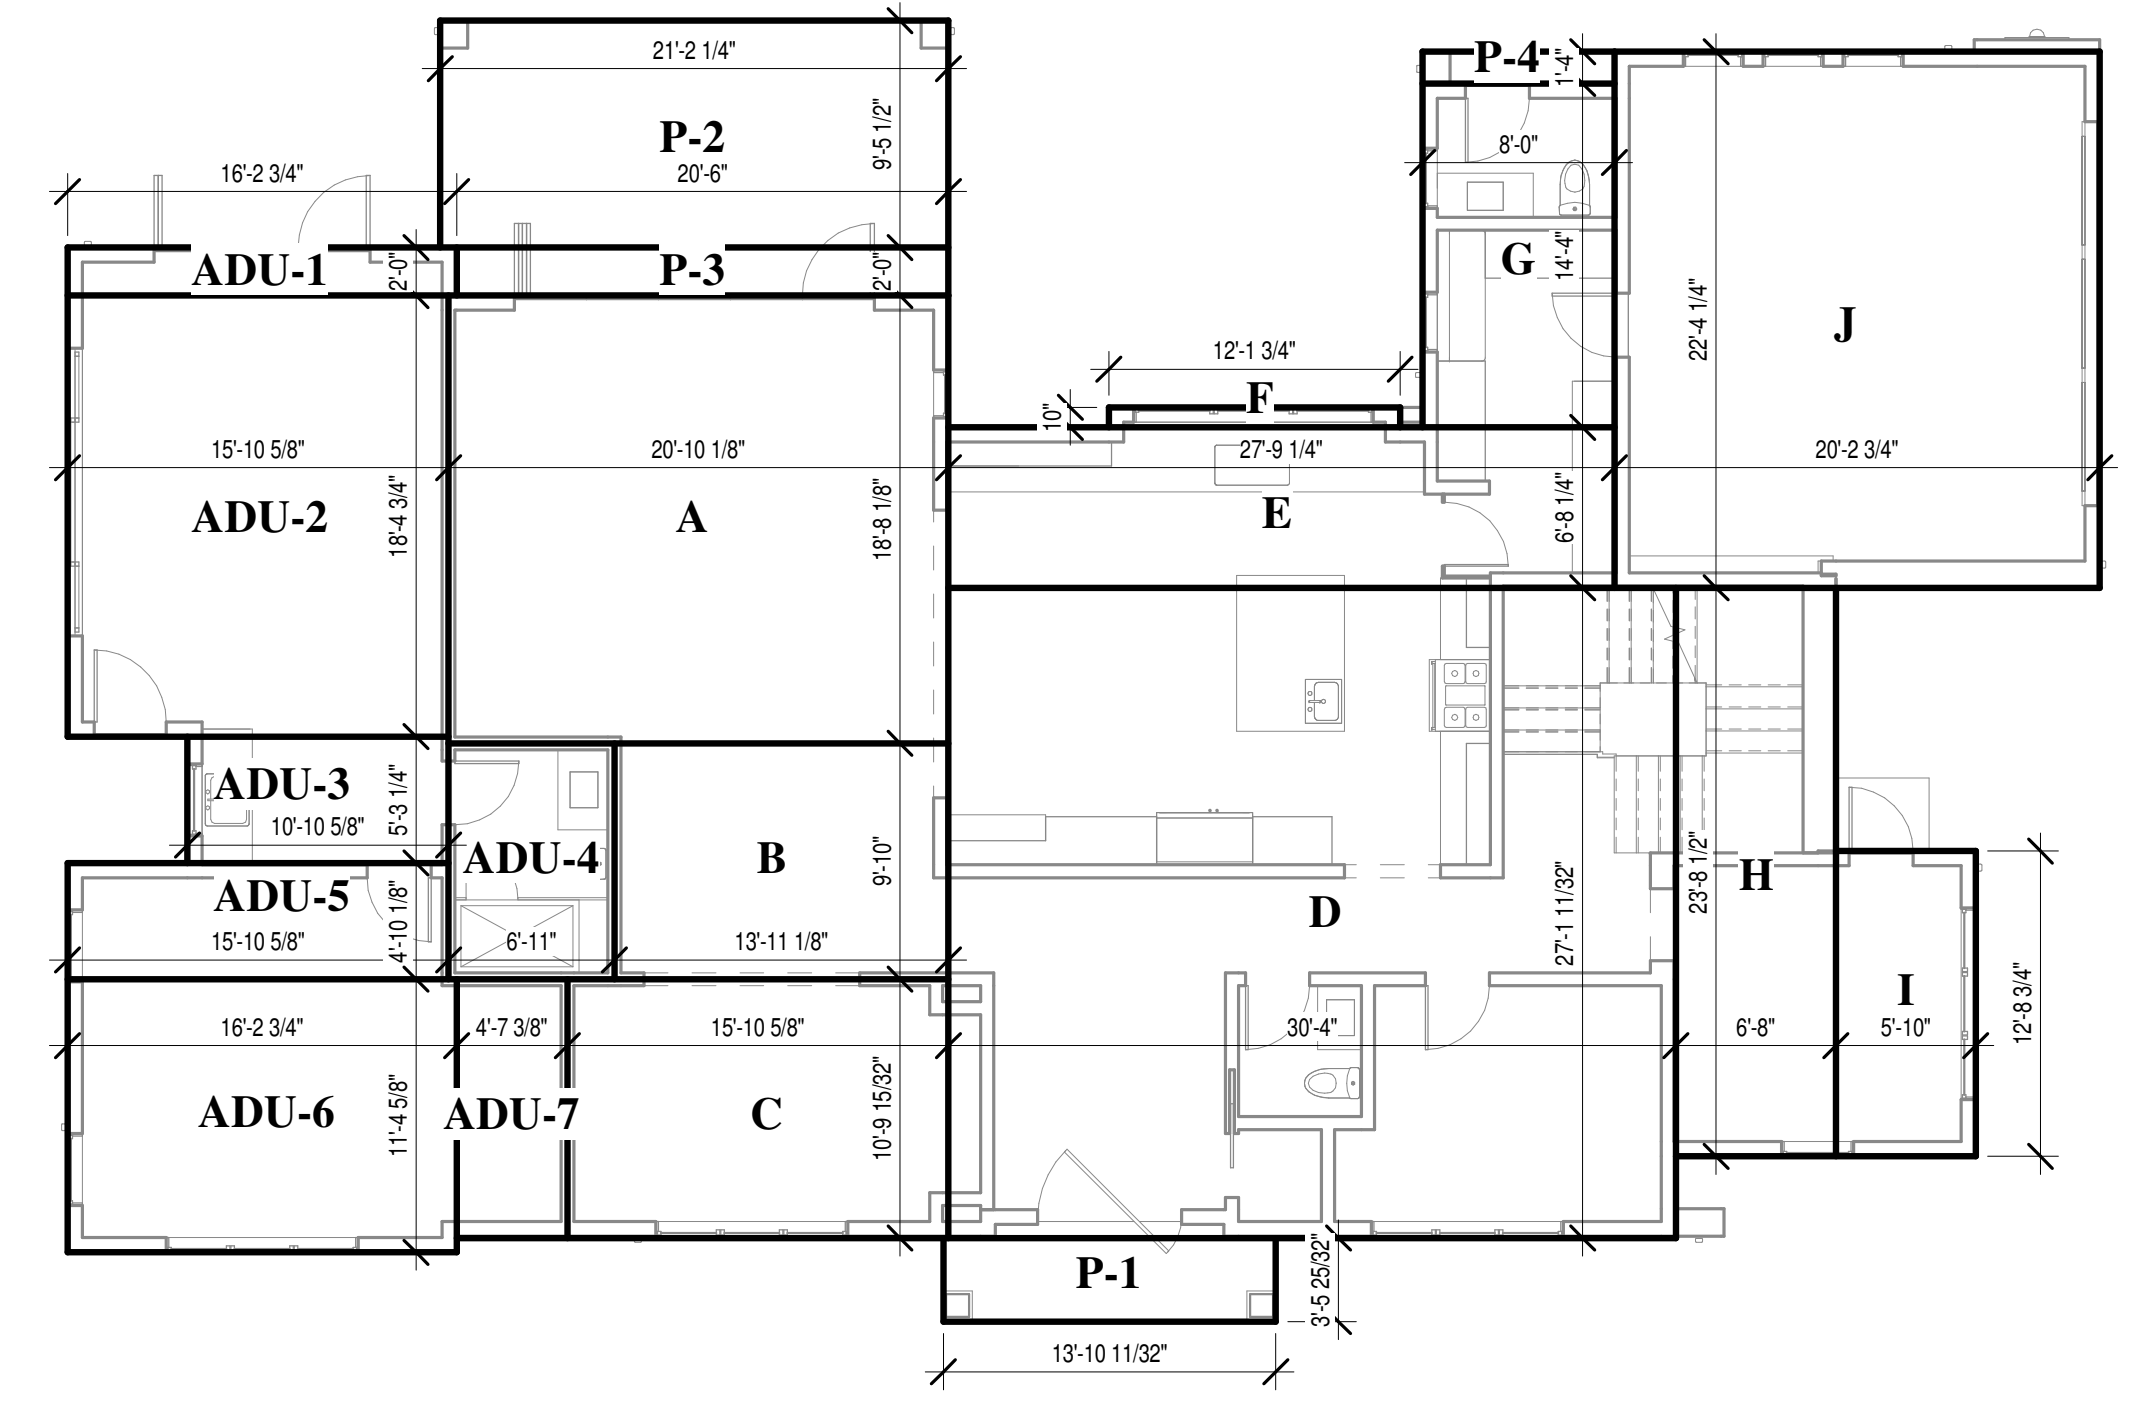 21'-2 1/4"
P-2
9'-5 1/2"
16'-2 3/4"
20'-6"
P-4
1'-4"
8'-0"
ADU-1
2'-0"
P-3
2'-0"
G
14'-4"
22'-4 1/4"
J
12'-1 3/4"
F
10"
15'-10 5/8"
20'-10 1/8"
27'-9 1/4"
20'-2 3/4"
ADU-2
18'-4 3/4"
A
18'-8 1/8"
E
6'-8 1/4"
ADU-3
10'-10 5/8"
5'-3 1/4"
ADU-4
B
9'-10"
H
23'-8 1/2"
ADU-5
15'-10 5/8"
4'-10 1/8"
6'-11"
13'-11 1/8"
D
27'-1 11/32"
I
12'-8 3/4"
16'-2 3/4"
4'-7 3/8"
15'-10 5/8"
30'-4"
6'-8"
5'-10"
ADU-6
11'-4 5/8"
ADU-7
C
10'-9 15/32"
P-1
3'-5 25/32"
13'-10 11/32"